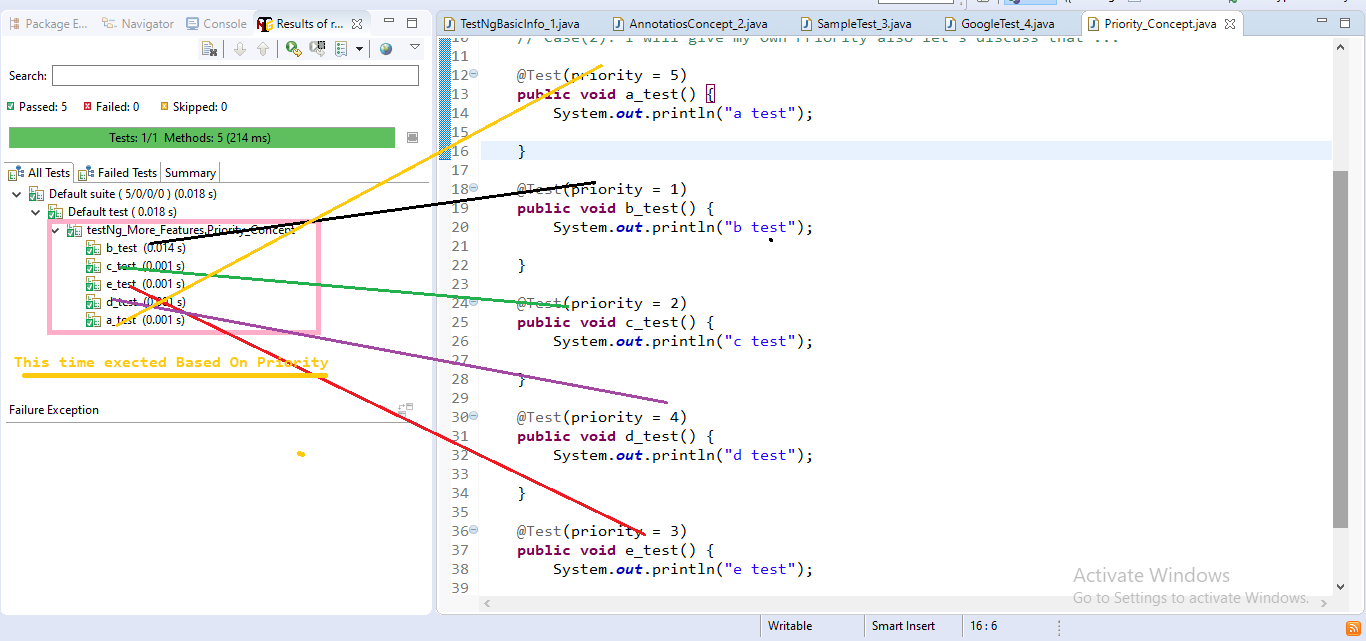 Package E...
Navigator
Console
Results of r...
Search:
Passed: 5 Failed: 0 Skipped: 0
Tests: 1/1 Methods: 5 (214 ms)
All Tests Failed Tests Summary
Default suite ( 5/0/0/0 ) (0.018 s)
Default test ( 0.018 s)
testNg_More_Features.Priority_Concept
b_test (0.014 s)
c_test (0.001 s)
e_test (0.001 s)
d_test (0.001 s)
a_test (0.001 s)
This time exected Based On Priority
Failure Exception
TestNgBasicInfo_1.java
AnnotatiosConcept_2.java
SampleTest_3.java
GoogleTest_4.java
Priority_Concept.java
10 // Case(2): I will give my own Priority also let's discuss that ...
11
12 @Test(priority = 5)
13 public void a_test() {
14 System.out.println("a test");
15
16 }
17
18 @Test(priority = 1)
19 public void b_test() {
20 System.out.println("b test");
21
22 }
23
24 @Test(priority = 2)
25 public void c_test() {
26 System.out.println("c test");
27
28 }
29
30 @Test(priority = 4)
31 public void d_test() {
32 System.out.println("d test");
33
34 }
35
36 @Test(priority = 3)
37 public void e_test() {
38 System.out.println("e test");
39
Activate Windows
Go to Settings to activate Windows.
Writable
Smart Insert
16 : 6